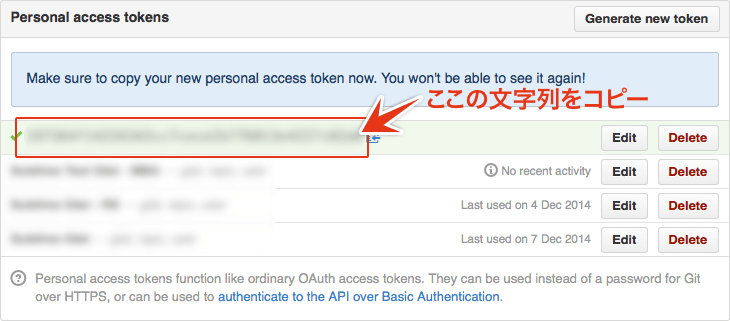 Personal access tokens
Generate new token
Make sure to copy your new personal access token now. You won't be able to see it again!
ここの文字列をコピー
Edit
Delete
No recent activity
Edit
Delete
Last used on 4 Dec 2014
Edit
Delete
Last used on 7 Dec 2014
Edit
Delete
Personal access tokens function like ordinary OAuth access tokens. They can be used instead of a password for Git
over HTTPS, or can be used to authenticate to the API over Basic Authentication.